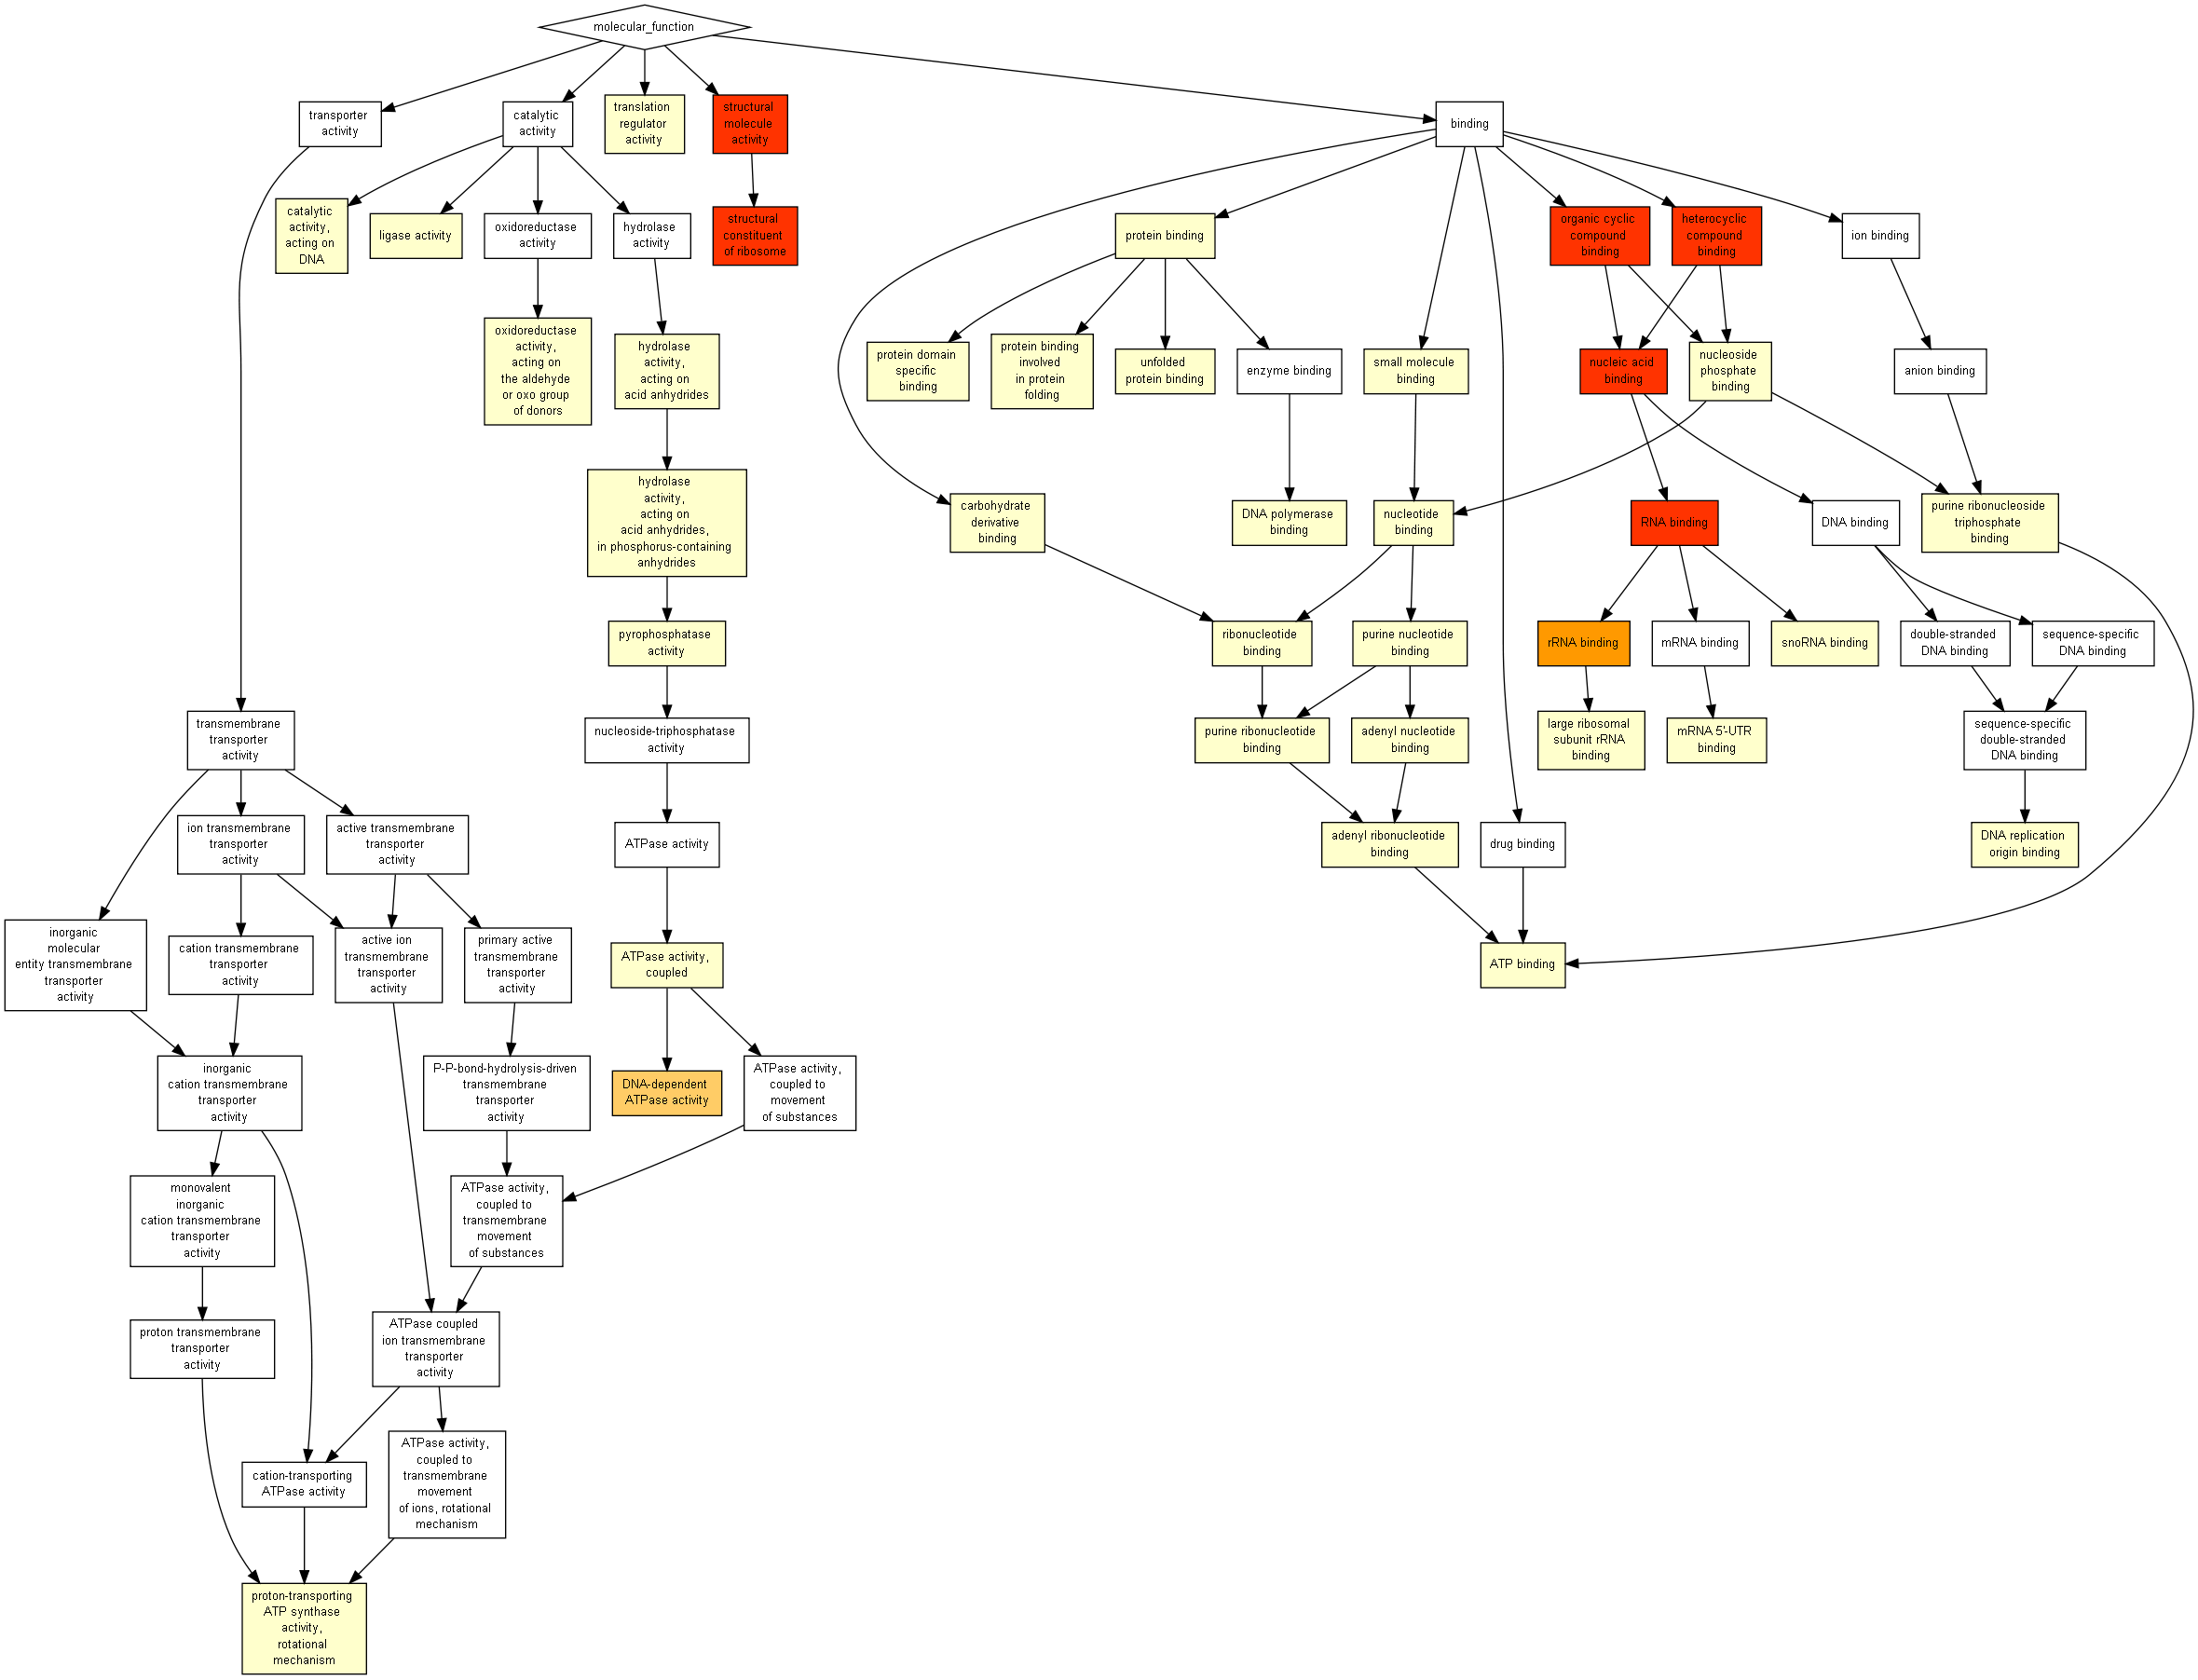 molecular_function
transporter
activity
catalytic
activity
translation
regulator
activity
structural
molecule
activity
binding
catalytic
activity,
acting on
DNA
ligase activity
oxidoreductase
activity
hydrolase
activity
structural
constituent
of ribosome
protein binding
organic cyclic
compound
binding
heterocyclic
compound
binding
ion binding
oxidoreductase
activity,
acting on
the aldehyde
or oxo group
of donors
hydrolase
activity,
acting on
acid anhydrides
protein domain
specific
binding
protein binding
involved
in protein
folding
unfolded
protein binding
enzyme binding
small molecule
binding
nucleic acid
binding
nucleoside
phosphate
binding
anion binding
hydrolase
activity,
acting on
acid anhydrides,
in phosphorus-containing
anhydrides
carbohydrate
derivative
binding
DNA polymerase
binding
nucleotide
binding
RNA binding
DNA binding
purine ribonucleoside
triphosphate
binding
pyrophosphatase
activity
ribonucleotide
binding
purine nucleotide
binding
rRNA binding
mRNA binding
snoRNA binding
double-stranded
DNA binding
sequence-specific
DNA binding
transmembrane
transporter
activity
nucleoside-triphosphatase
activity
purine ribonucleotide
binding
adenyl nucleotide
binding
large ribosomal
subunit rRNA
binding
mRNA 5'-UTR
binding
sequence-specific
double-stranded
DNA binding
ion transmembrane
transporter
activity
active transmembrane
transporter
activity
ATPase activity
adenyl ribonucleotide
binding
drug binding
DNA replication
origin binding
inorganic
molecular
entity transmembrane
transporter
activity
cation transmembrane
transporter
activity
active ion
transmembrane
transporter
activity
primary active
transmembrane
transporter
activity
ATPase activity,
coupled
ATP binding
inorganic
cation transmembrane
transporter
activity
P-P-bond-hydrolysis-driven
transmembrane
transporter
activity
DNA-dependent
ATPase activity
ATPase activity,
coupled to
movement
of substances
monovalent
inorganic
cation transmembrane
transporter
activity
ATPase activity,
coupled to
transmembrane
movement
of substances
proton transmembrane
transporter
activity
ATPase coupled
ion transmembrane
transporter
activity
cation-transporting
ATPase activity
ATPase activity,
coupled to
transmembrane
movement
of ions, rotational
mechanism
proton-transporting
ATP synthase
activity,
rotational
mechanism